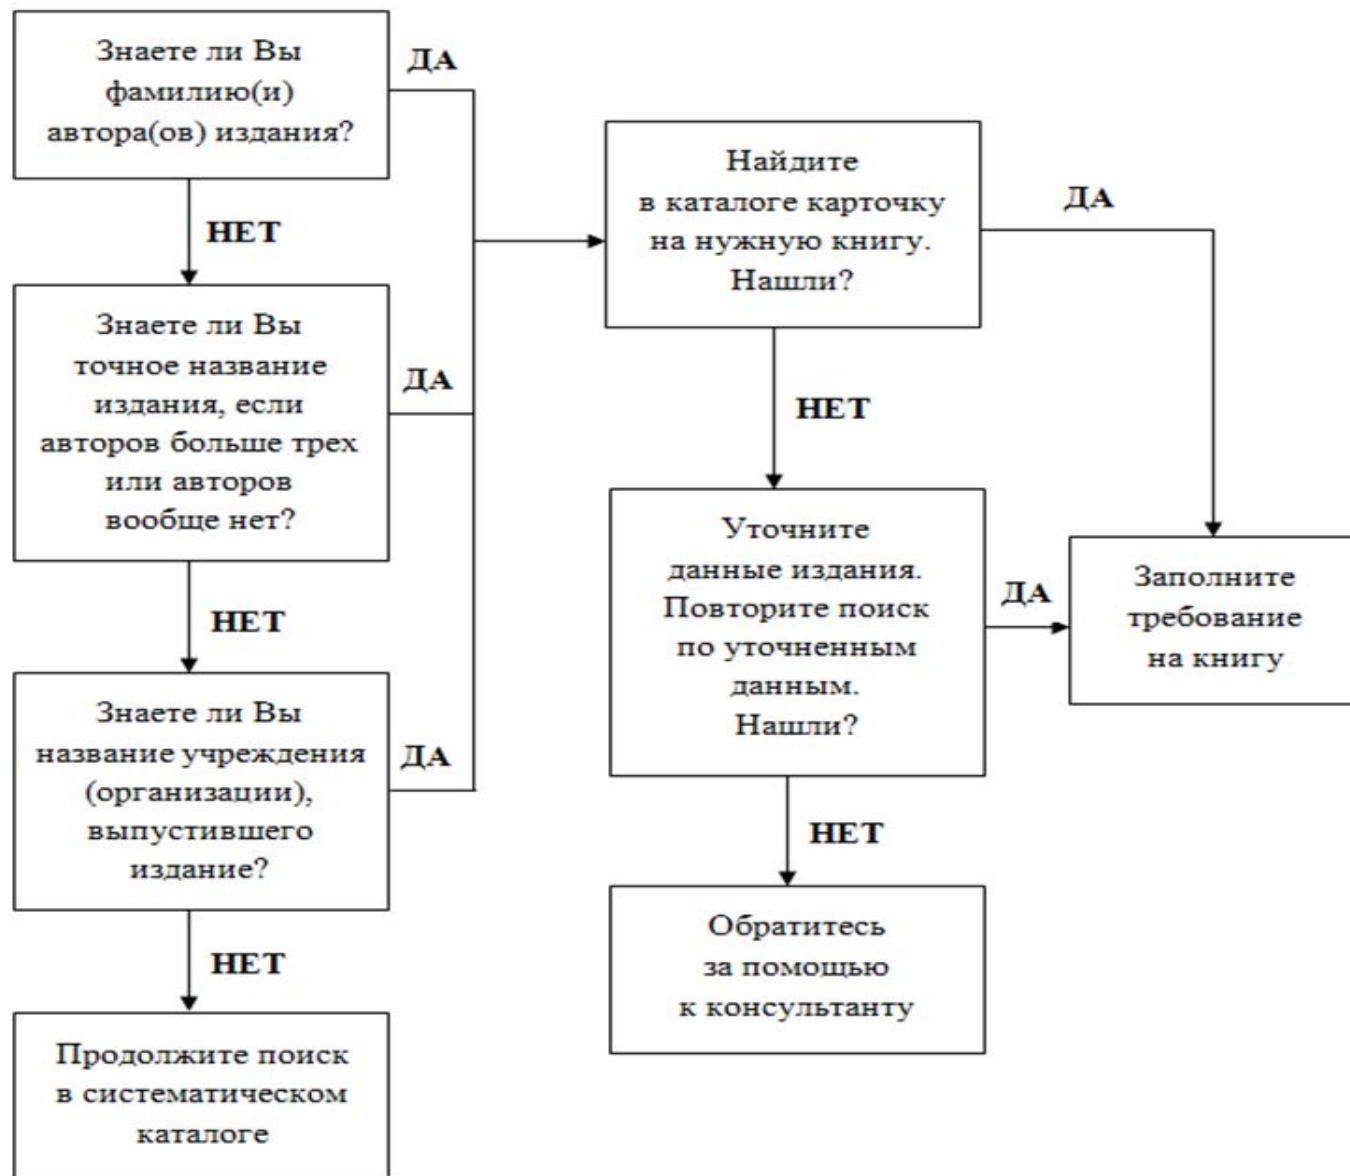 Знаете ли Вы
фамилию(и)
автора(ов) издания?
ДА
НЕТ
Знаете ли Вы
точное название
издания, если
авторов больше трех
или авторов
вообще нет?
ДА
НЕТ
Знаете ли Вы
название учреждения
(организации),
выпустившего
издание?
ДА
НЕТ
Продолжите поиск
в систематическом
каталоге
Найдите
в каталоге карточку
на нужную книгу.
Нашли?
ДА
НЕТ
Уточните
данные издания.
Повторите поиск
по уточненным
данным.
Нашли?
ДА
НЕТ
Заполните
требование
на книгу
Обратитесь
за помощью
к консультанту